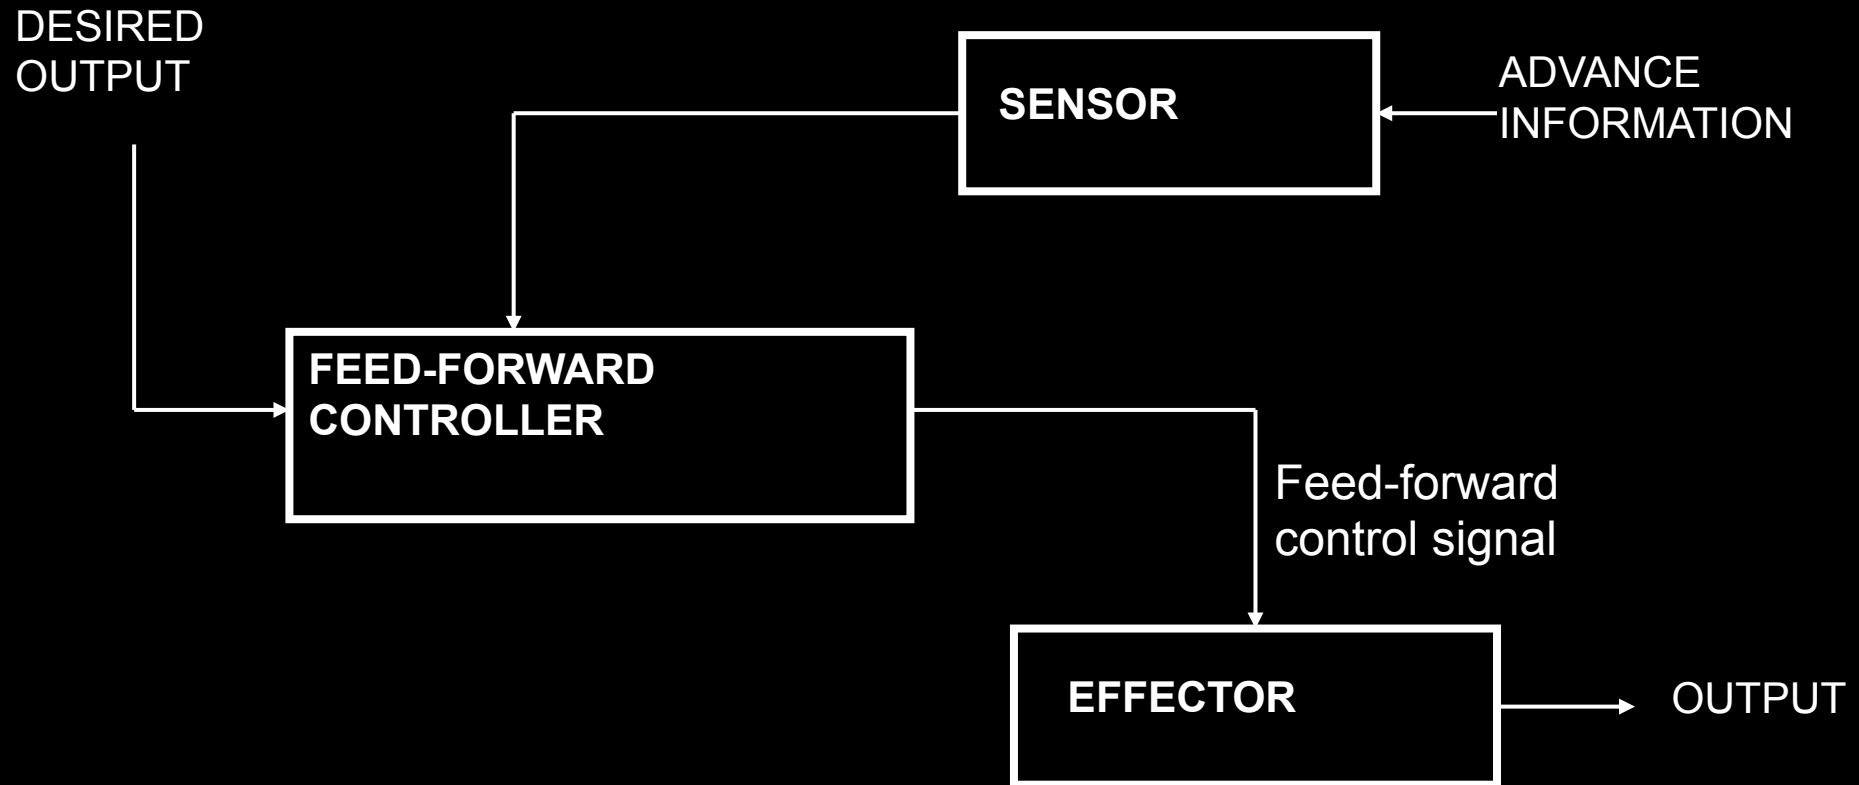 DESIRED
OUTPUT
SENSOR
ADVANCE
INFORMATION
FEED-FORWARD
CONTROLLER
Feed-forward
control signal
EFFECTOR
OUTPUT